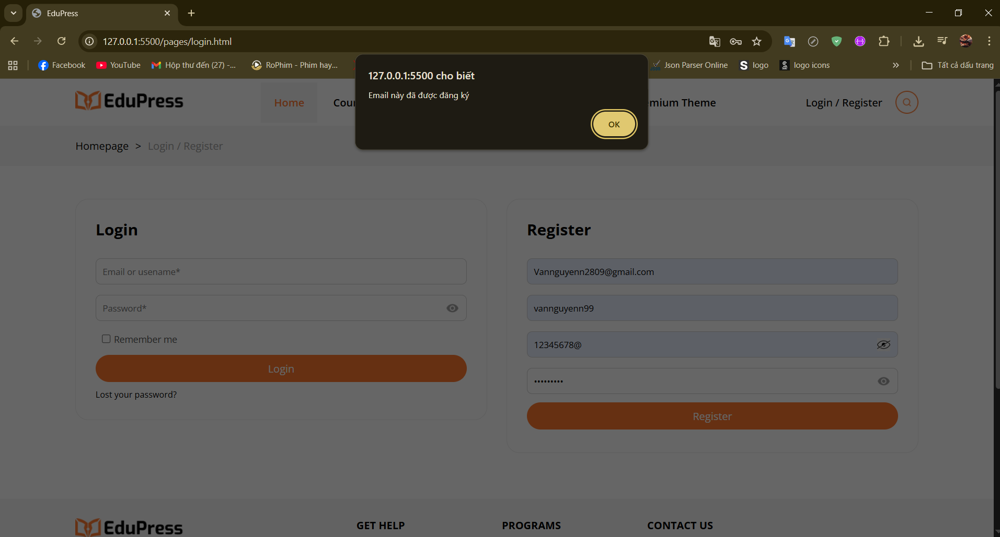 EduPress
127.0.0.1:5500/pages/login.html
Facebook
YouTube
Hộp thư đến (27) -...
RoPhim - Phim hay...
Json Parser Online
logo
logo icons
Tất cả dấu trang
127.0.0.1:5500 cho biết
Email này đã được đăng ký
OK
EduPress
Home
Cour
mium Theme
Login / Register
Homepage > Login / Register
Login
Email or usename*
Password*
Remember me
Login
Lost your password?
Register
Vannguyenn2809@gmail.com
vannguyenn99
12345678@
•••••••••
Register
EduPress
GET HELP
PROGRAMS
CONTACT US